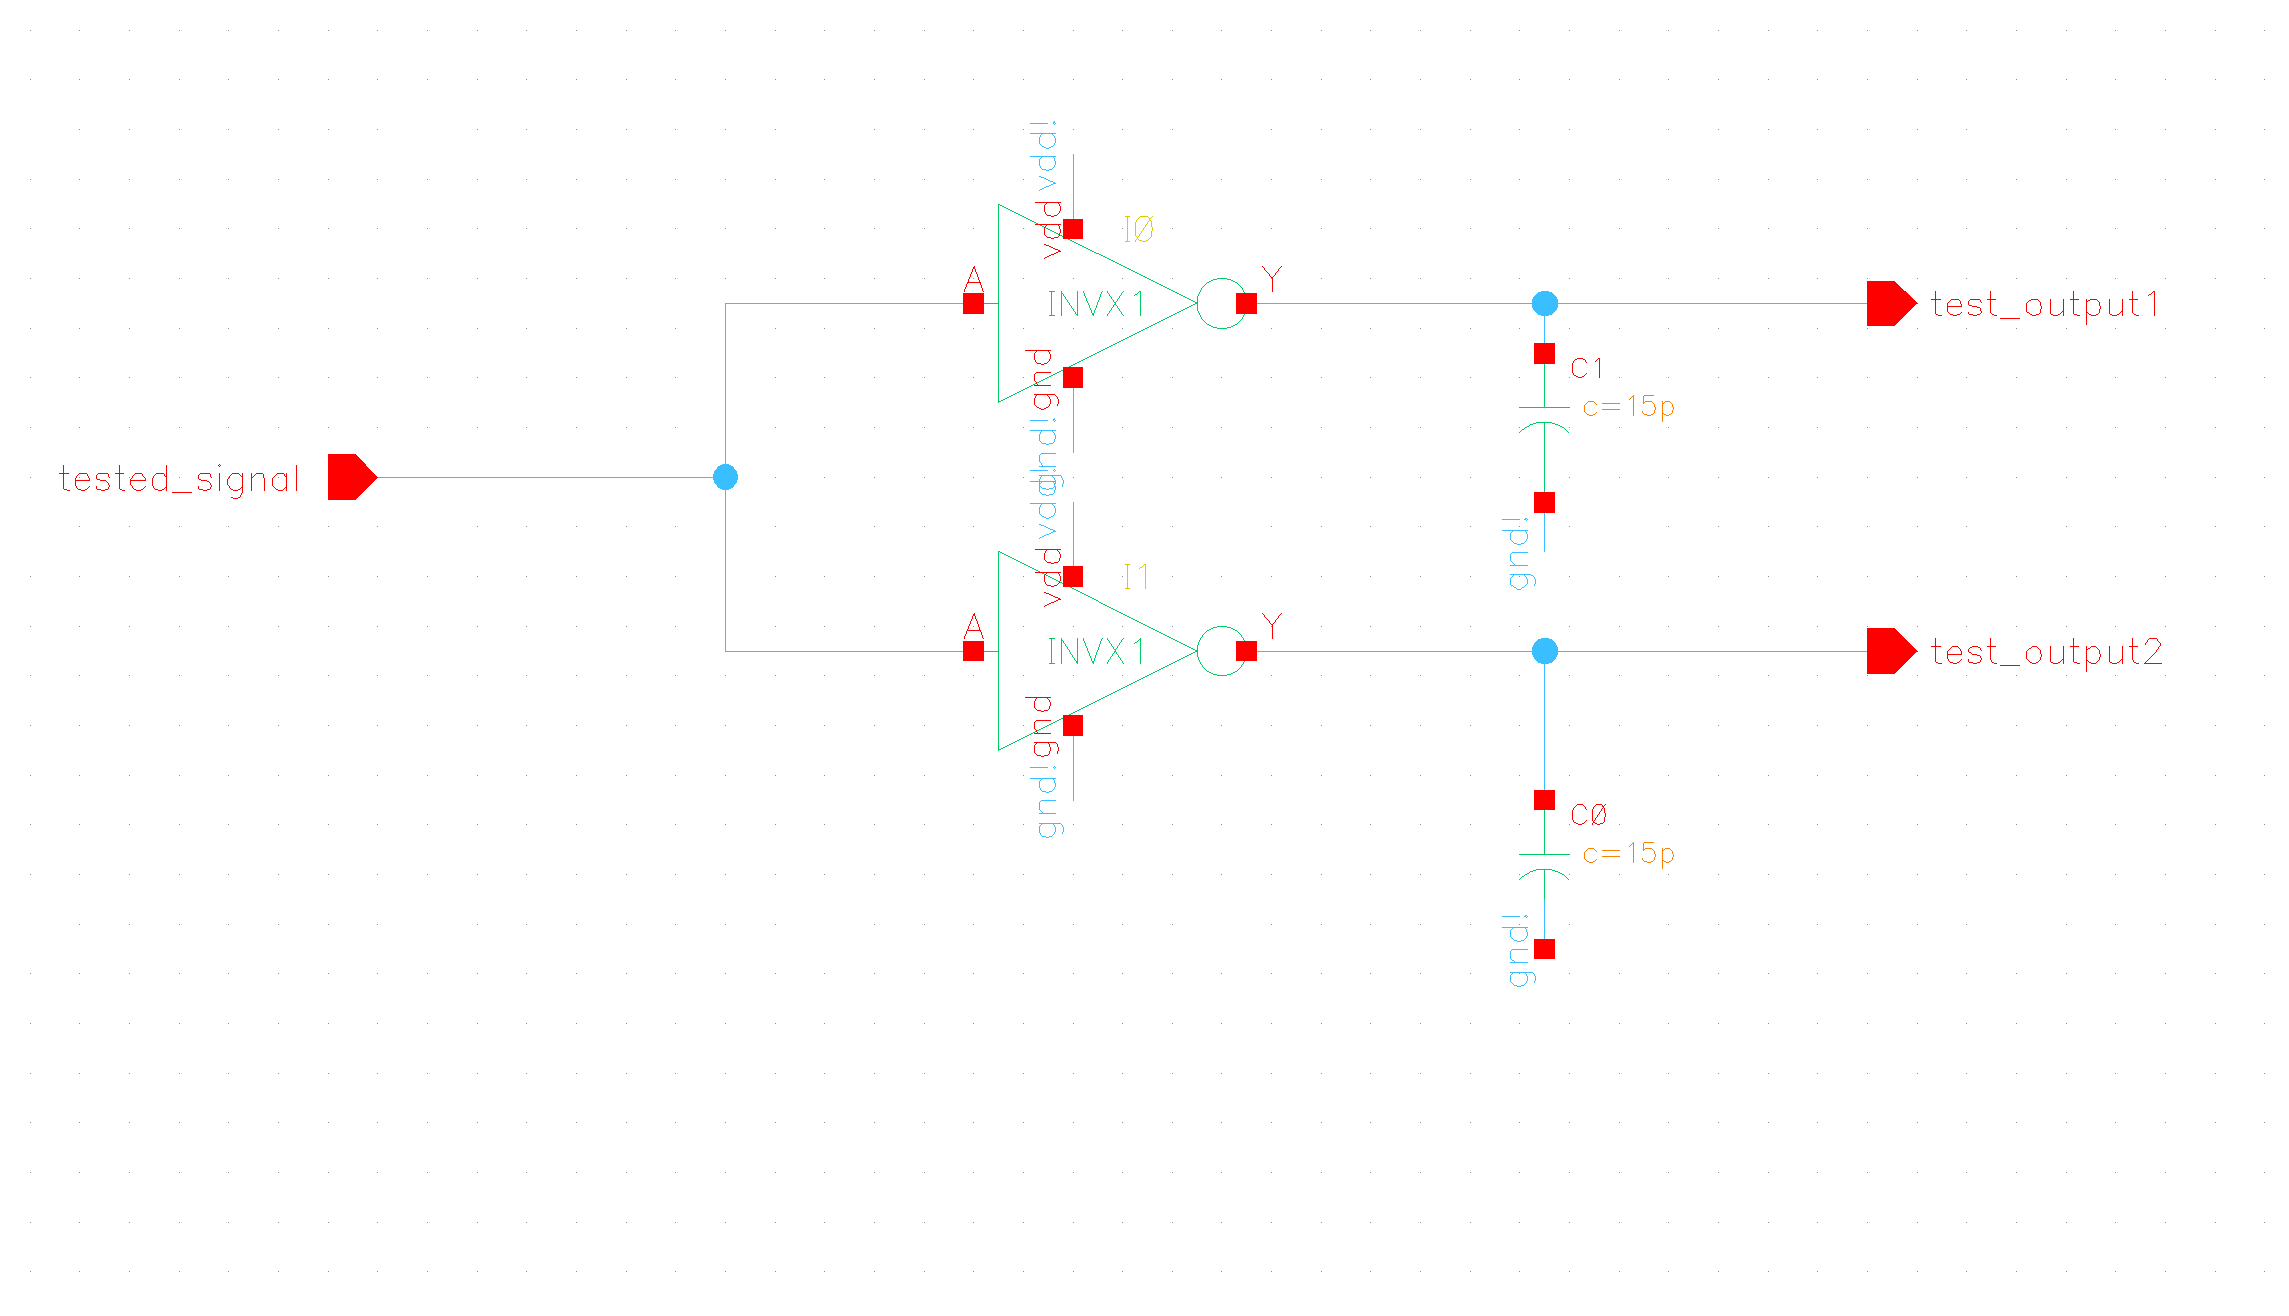 vdd!
vdd
I0
A
INVX1
Y
test_output1
gnd
gnd!
C1
c=15p
gnd!
tested_signal
vdd!
vdd
I1
A
INVX1
Y
test_output2
gnd
gnd!
C0
c=15p
gnd!